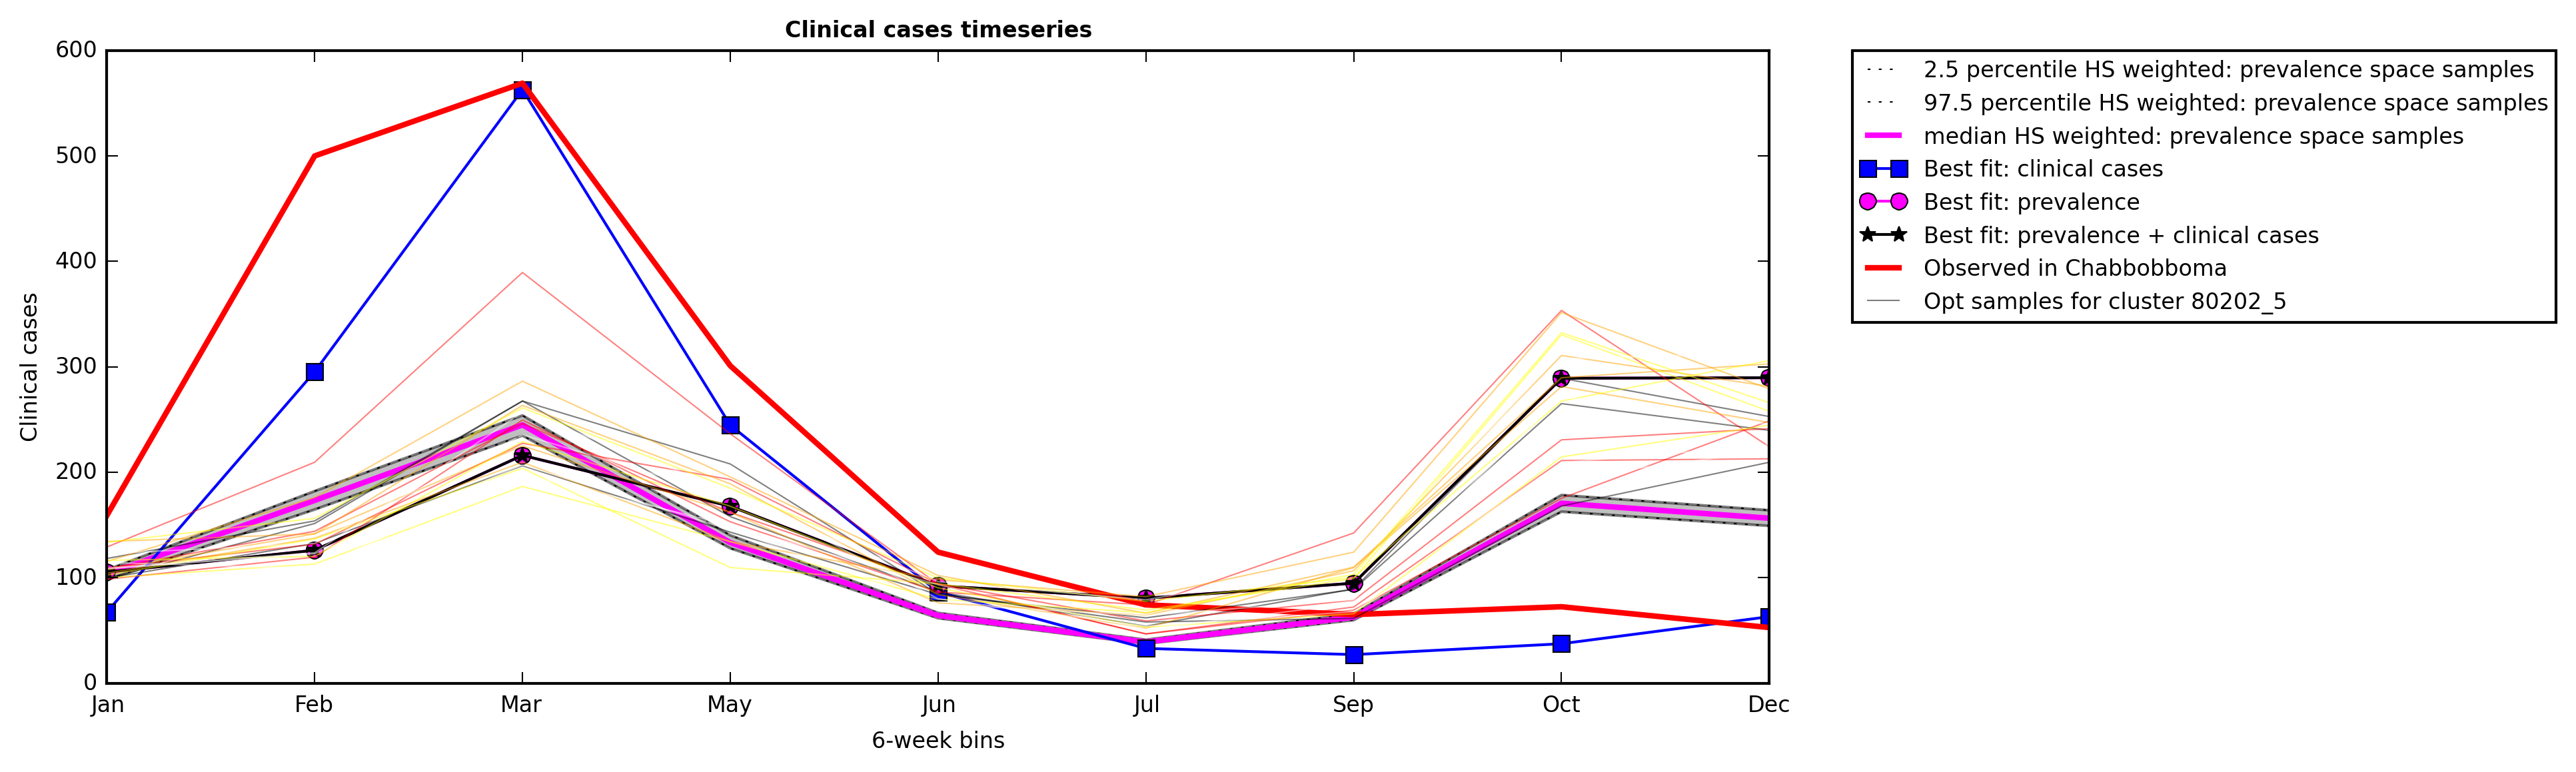 Clinical cases timeseries
600
500
400
300
200
100
0
Clinical cases
Jan Feb Mar May Jun Jul Sep Oct Dec
6-week bins
2.5 percentile HS weighted: prevalence space samples
97.5 percentile HS weighted: prevalence space samples
median HS weighted: prevalence space samples
Best fit: clinical cases
Best fit: prevalence
Best fit: prevalence + clinical cases
Observed in Chabbobboma
Opt samples for cluster 80202_5